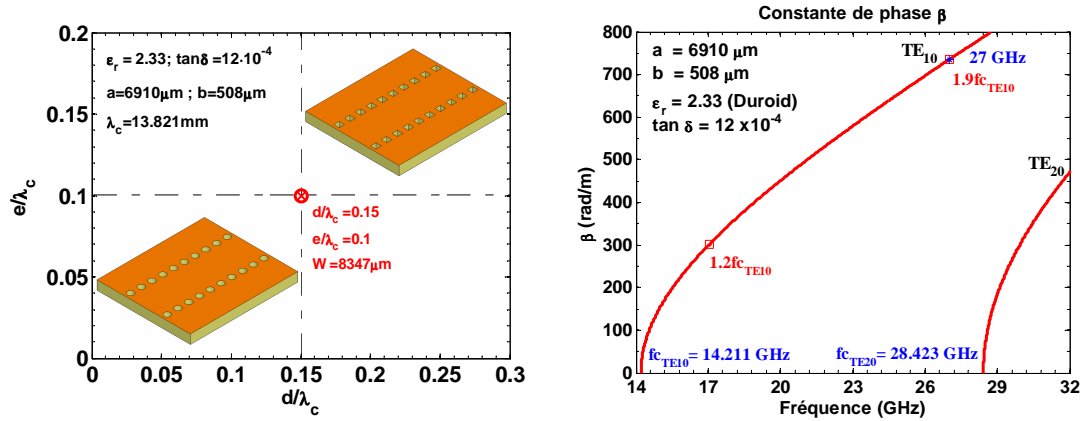 0.2
0.15
0.1
0.05
0
e/λc
εr = 2.33; tanδ =12·10-4
a=6910μm ; b=508μm
λc=13.821mm
d/λc =0.15
e/λc =0.1
W =8347μm
0 0.05 0.1 0.15 0.2 0.25 0.3
d/λc
Constante de phase β
800
700
600
500
400
300
200
100
0
β (rad/m)
a = 6910 μm
b = 508 μm
εr = 2.33 (Duroid)
tan δ = 12 x10-4
TE10
27 GHz
1.9fcTE10
TE20
1.2fcTE10
fcTE10= 14.211 GHz
fcTE20= 28.423 GHz
14 17 20 23 26 29 32
Fréquence (GHz)